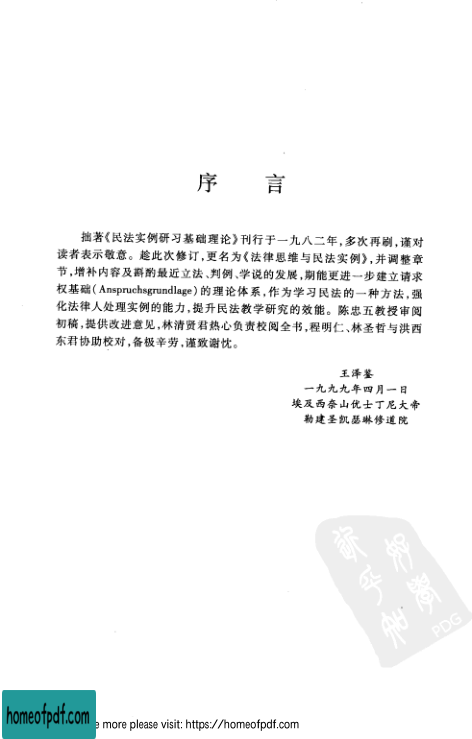 序 言
拙著《民法实例研习基础理论》刊行于一九八二年,多次再刷,谨对
读者表示敬意。趁此次修订,更名为《法律思维与民法实例》,并调整章
节,增补内容及斟酌最近立法、判例、学说的发展,期能更进一步建立请求
权基础(Anspruchsgrundlage)的理论体系,作为学习民法的一种方法,强
化法律人处理实例的能力,提升民法教学研究的效能。陈忠五教授审阅
初稿,提供改进意见,林清贤君热心负责校阅全书,程明仁、林圣哲与洪西
东君协助校对,备极辛劳,谨致谢忱。
王泽鉴
一九九九年四月一日
埃及西奈山优士丁尼大帝
勒建圣凯瑟琳修道院
PDG
homeofpdf.com
e more please visit: https://homeofpdf.com